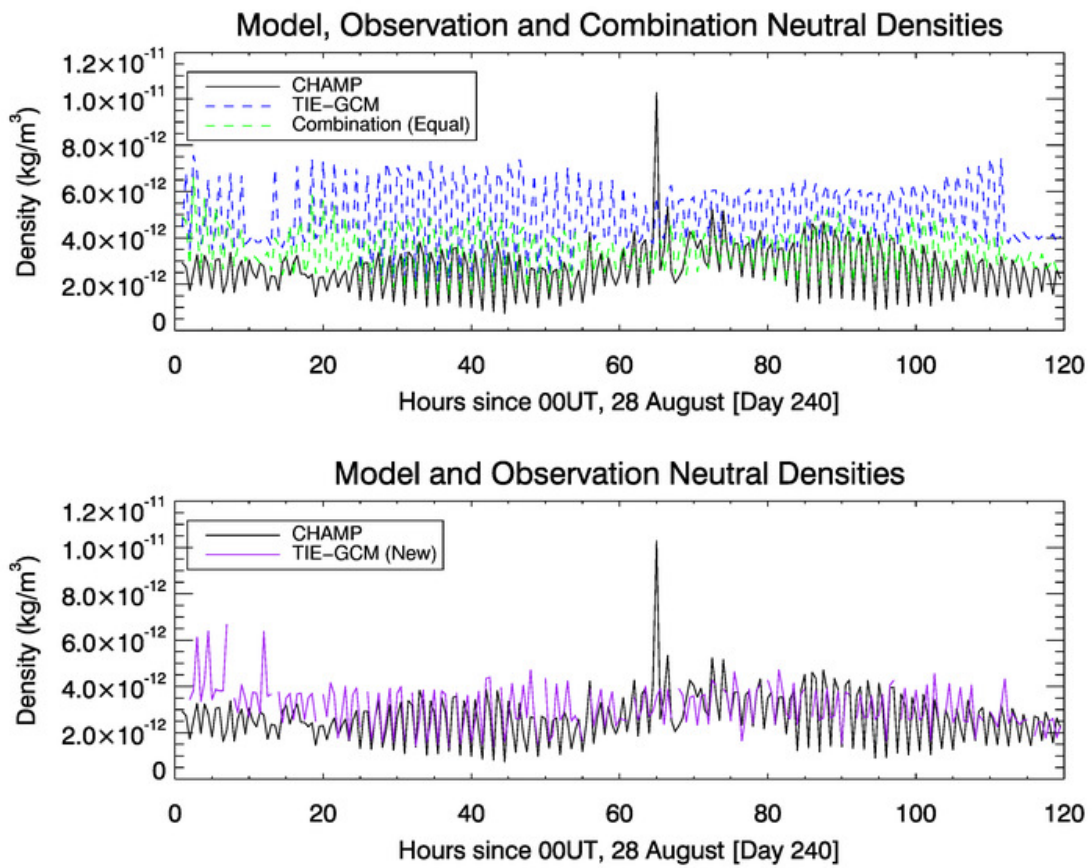 Model, Observation and Combination Neutral Densities
1.2×10⁻¹¹
1.0×10⁻¹¹
8.0×10⁻¹²
6.0×10⁻¹²
4.0×10⁻¹²
2.0×10⁻¹²
0
Density (kg/m³)
CHAMP
TIE-GCM
Combination (Equal)
0 20 40 60 80 100 120
Hours since 00UT, 28 August [Day 240]
Model and Observation Neutral Densities
1.2×10⁻¹¹
1.0×10⁻¹¹
8.0×10⁻¹²
6.0×10⁻¹²
4.0×10⁻¹²
2.0×10⁻¹²
0
Density (kg/m³)
CHAMP
TIE-GCM (New)
0 20 40 60 80 100 120
Hours since 00UT, 28 August [Day 240]